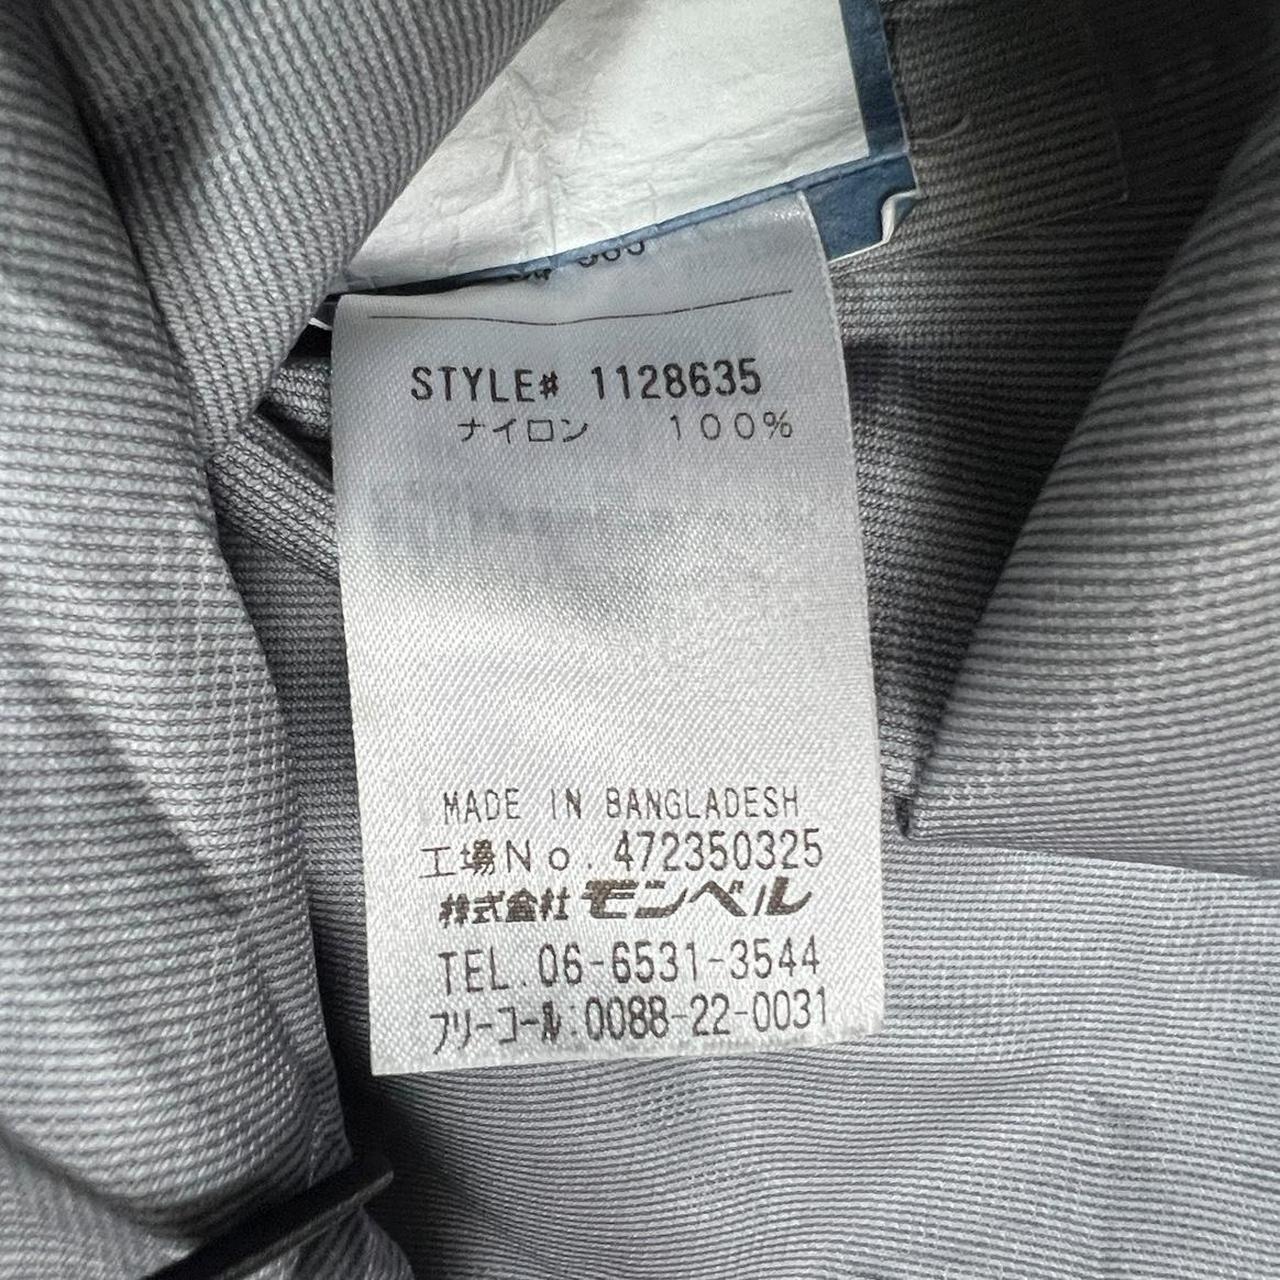 STYLE# 1128635
ナイロン 100%
MADE IN BANGLADESH
工場No. 472350325
株式会社モンベル
TEL.06-6531-3544
フリーコール:0088-22-0031